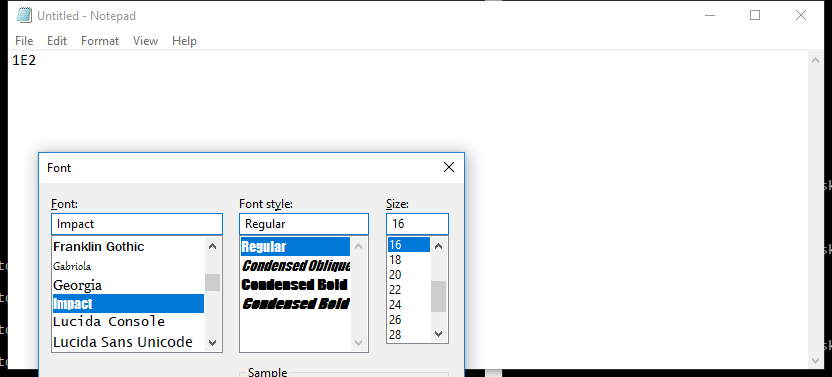 Untitled - Notepad
File Edit Format View Help
1E2
Font
Font: Font style: Size:
Impact Regular 16
Franklin Gothic Regular 16
Gabriola Condensed Oblique 18
Georgia Condensed Bold 20
Impact Condensed Bold 22
Lucida Console 24
Lucida Sans Unicode 26
28
Sample